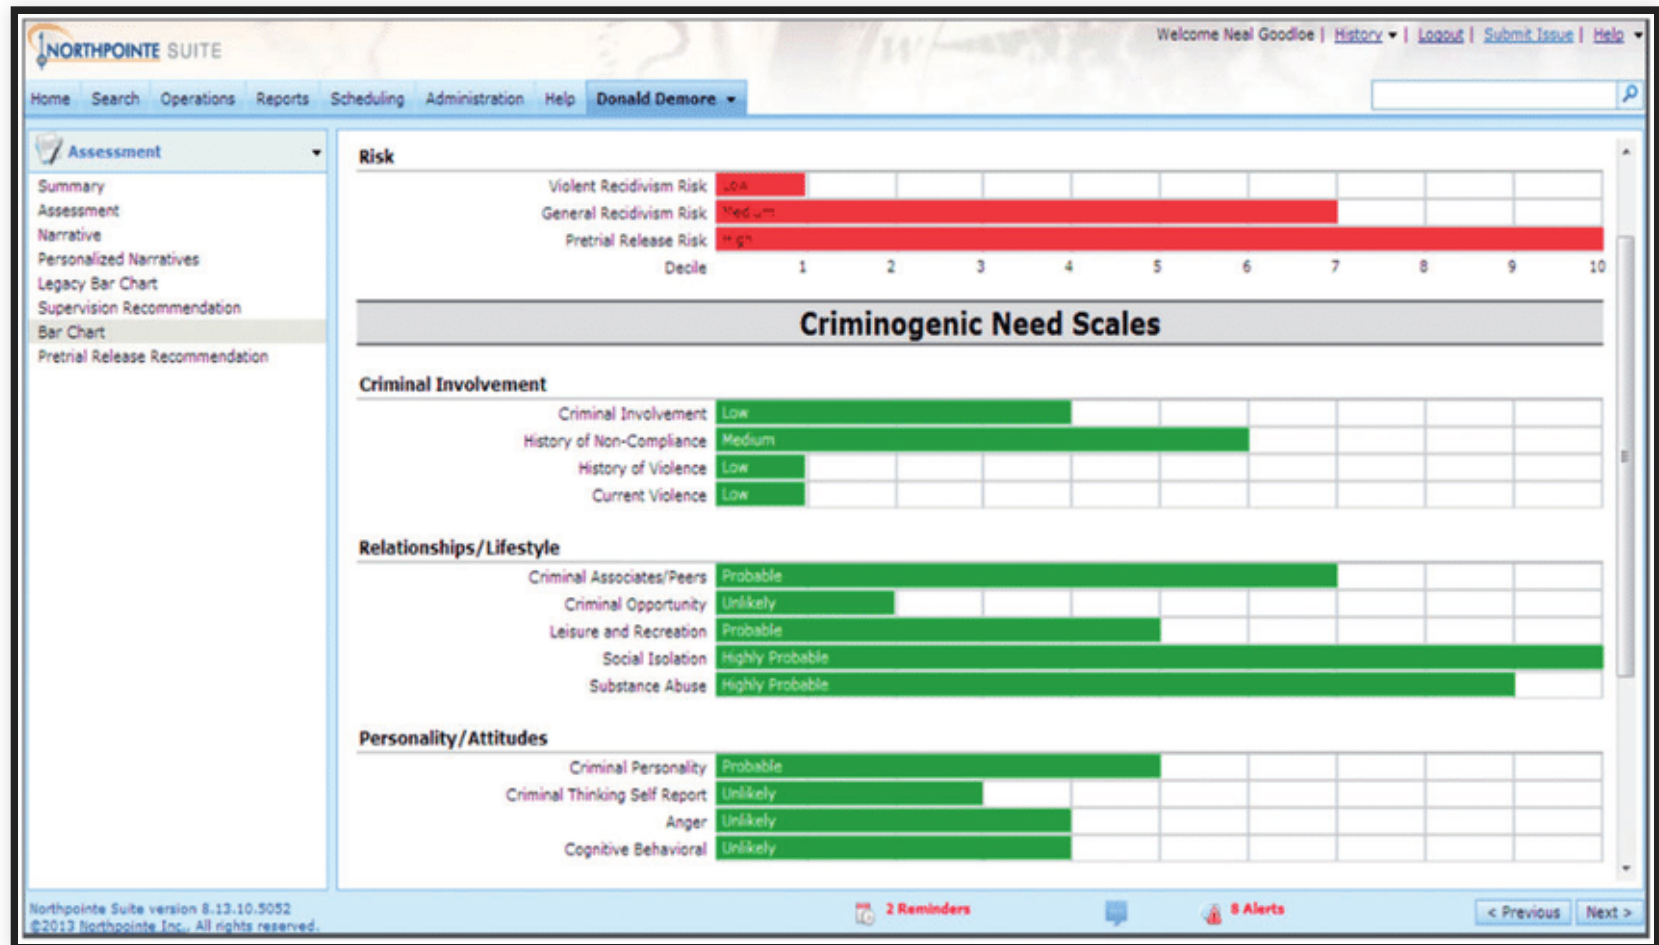 NORTHPOINTE SUITE
Welcome Neal Goodloe | History | Logout | Submit Issue | Help
Home Search Operations Reports Scheduling Administration Help Donald Demore
Assessment
Summary
Assessment
Narrative
Personalized Narratives
Legacy Bar Chart
Supervision Recommendation
Bar Chart
Pretrial Release Recommendation
Risk
Violent Recidivism Risk Low
General Recidivism Risk Medium
Pretrial Release Risk High
Decile 1 2 3 4 5 6 7 8 9 10
Criminogenic Need Scales
Criminal Involvement
Criminal Involvement Low
History of Non-Compliance Medium
History of Violence Low
Current Violence Low
Relationships/Lifestyle
Criminal Associates/Peers Probable
Criminal Opportunity Unlikely
Leisure and Recreation Probable
Social Isolation Highly Probable
Substance Abuse Highly Probable
Personality/Attitudes
Criminal Personality Probable
Criminal Thinking Self Report Unlikely
Anger Unlikely
Cognitive Behavioral Unlikely
Northpointe Suite version 8.13.10.5052
©2013 Northpointe Inc., All rights reserved.
2 Reminders
8 Alerts
< Previous Next >